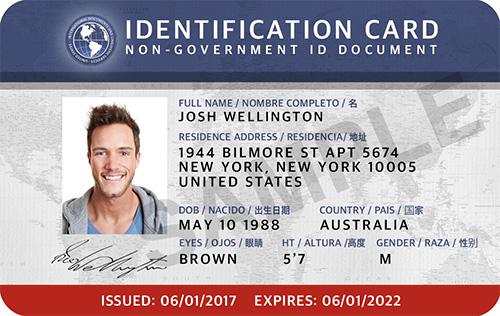 IDENTIFICATION CARD
NON-GOVERNMENT ID DOCUMENT
FULL NAME / NOMBRE COMPLETO / 名
JOSH WELLINGTON
RESIDENCE ADDRESS / RESIDENCIA/ 地址
1944 BILMORE ST APT 5674
NEW YORK, NEW YORK 10005
UNITED STATES
DOB / NACIDO / 出生日期 COUNTRY / PAIS / 国家
MAY 10 1988 AUSTRALIA
EYES / OJOS / 眼睛 HT / ALTURA /高度 GENDER / RAZA / 性别
BROWN 5'7 M
SAMPLE
ISSUED: 06/01/2017 EXPIRES: 06/01/2022